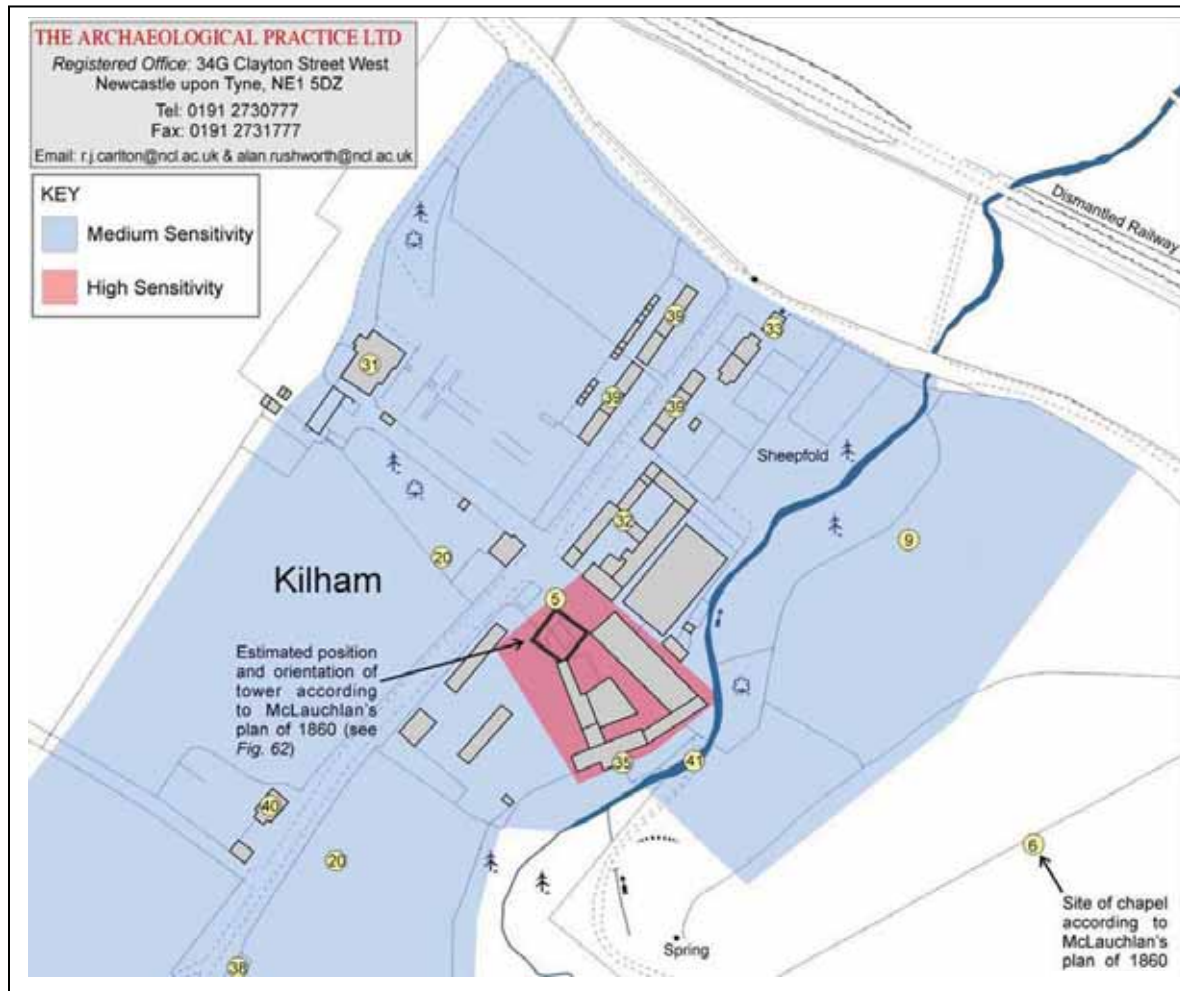 THE ARCHAEOLOGICAL PRACTICE LTD
Registered Office: 34G Clayton Street West
Newcastle upon Tyne, NE1 5DZ
Tel: 0191 2730777
Fax: 0191 2731777
Email: r.j.carlton@ncl.ac.uk & alan.rushworth@ncl.ac.uk
KEY
Medium Sensitivity
High Sensitivity
Dismantled Railway
39
33
31
39
39
Sheepfold
32
9
20
Kilham
5
Estimated position
and orientation of
tower according
to McLauchlan's
plan of 1860 (see
Fig. 62)
35
41
40
20
6
Site of chapel
according to
McLauchlan's
plan of 1860
Spring
38